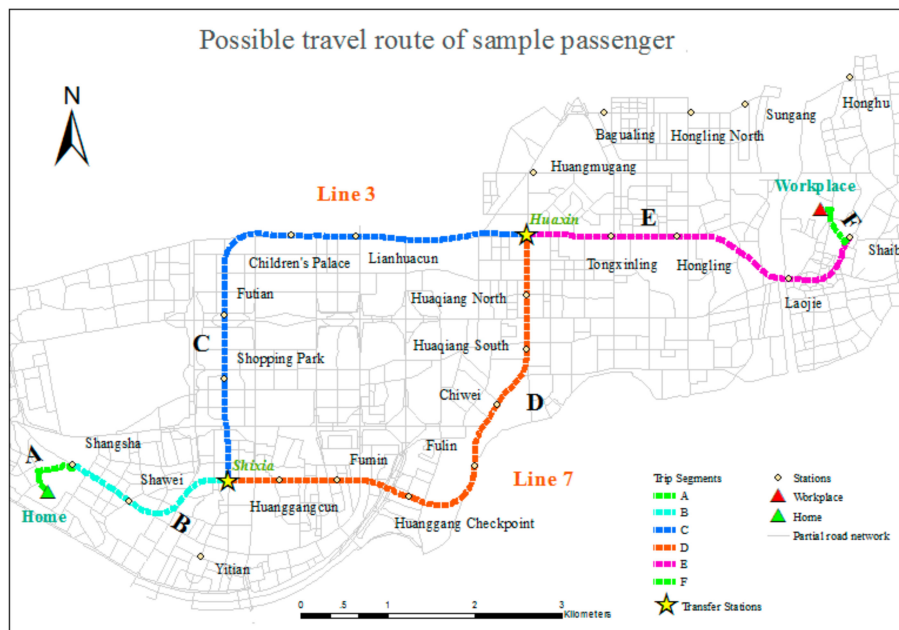 Possible travel route of sample passenger
N
Honghu
Sungang
Bagualing
Hongling North
Huangmugang
Workplace
Line 3
Huaxin
E
F
Shaib
Children's Palace
Lianhuacun
Tongxinling
Hongling
Futian
Huaqiang North
Laojie
C
Huaqiang South
Shopping Park
Chiwei
D
A
Shangsha
Fulin
Shixia
Fumin
Shawei
Line 7
Home
B
Huanggangcun
Huanggang Checkpoint
Yitian
Trip Segments
A
B
C
D
E
F
Transfer Stations
Stations
Workplace
Home
Partial road network
0 .5 1 2 3
Kilometers